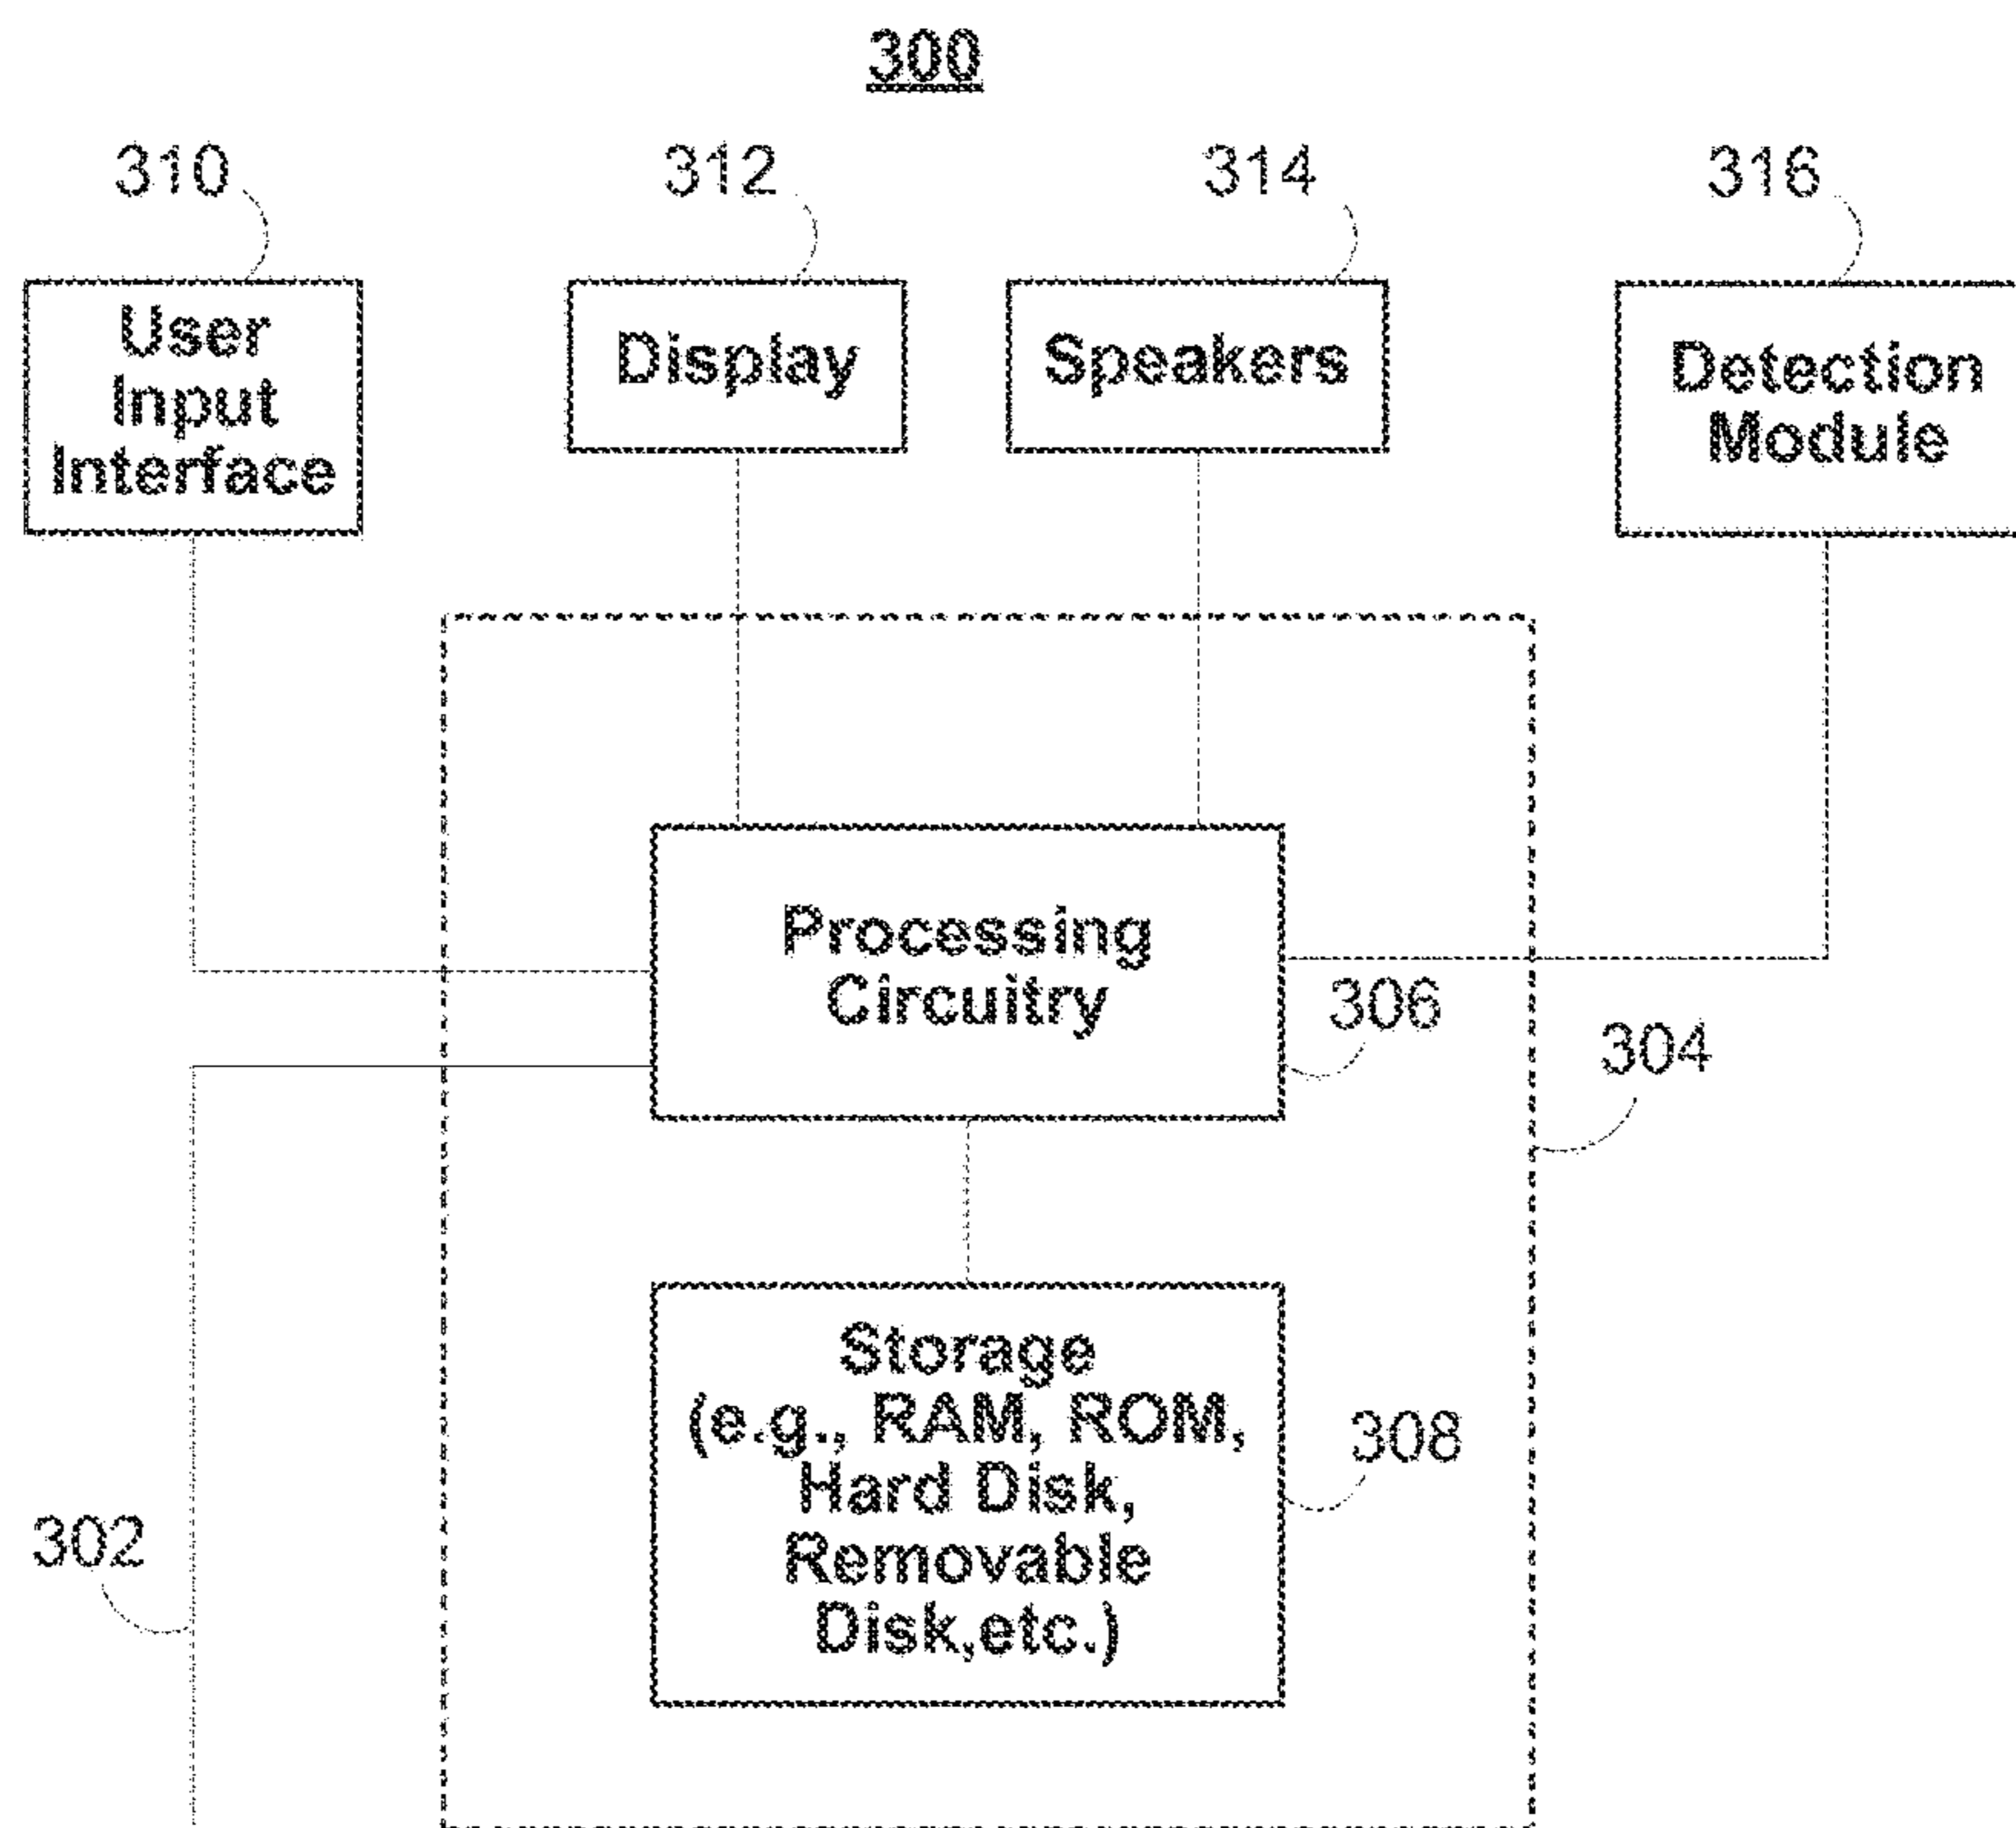 300
310
312
314
316
User
Input
Interface
Display
Speakers
Detection
Module
Processing
Circuitry
306
304
Storage
(e.g., RAM, ROM,
Hard Disk,
Removable
Disk,etc.)
308
302